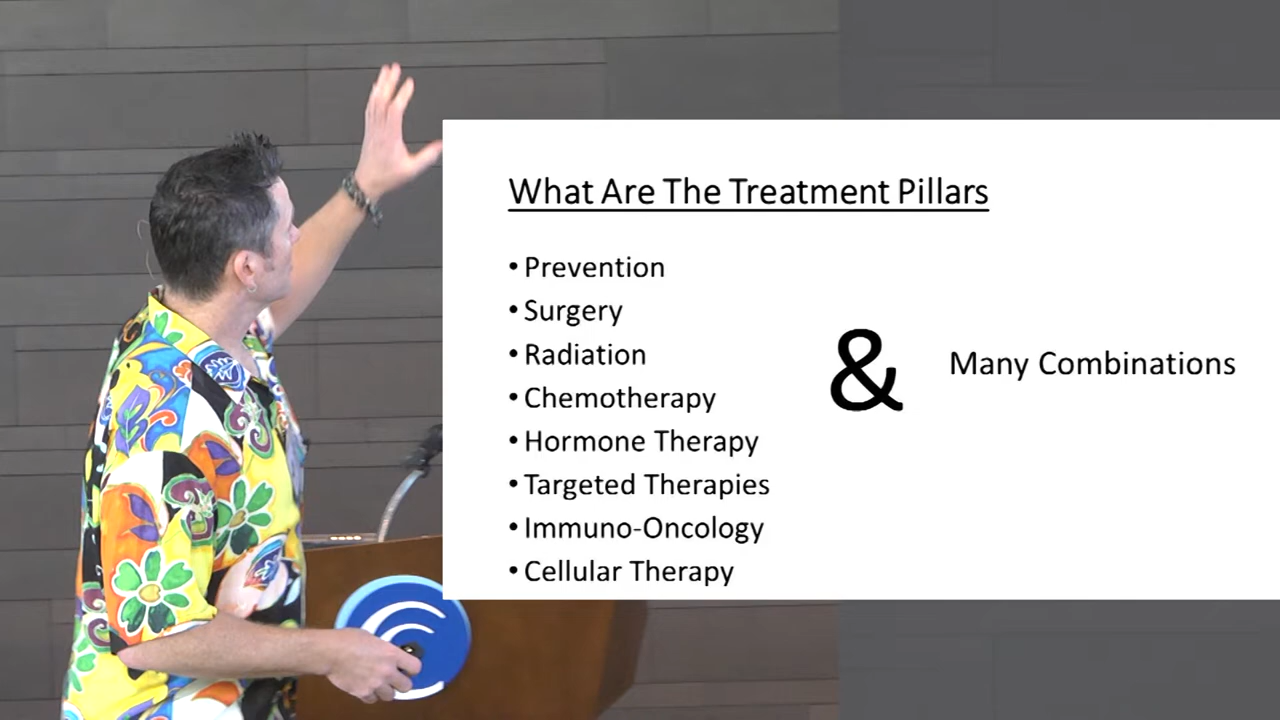 What Are The Treatment Pillars
• Prevention
• Surgery
• Radiation
• Chemotherapy
• Hormone Therapy
• Targeted Therapies
• Immuno-Oncology
• Cellular Therapy
&
Many Combinations